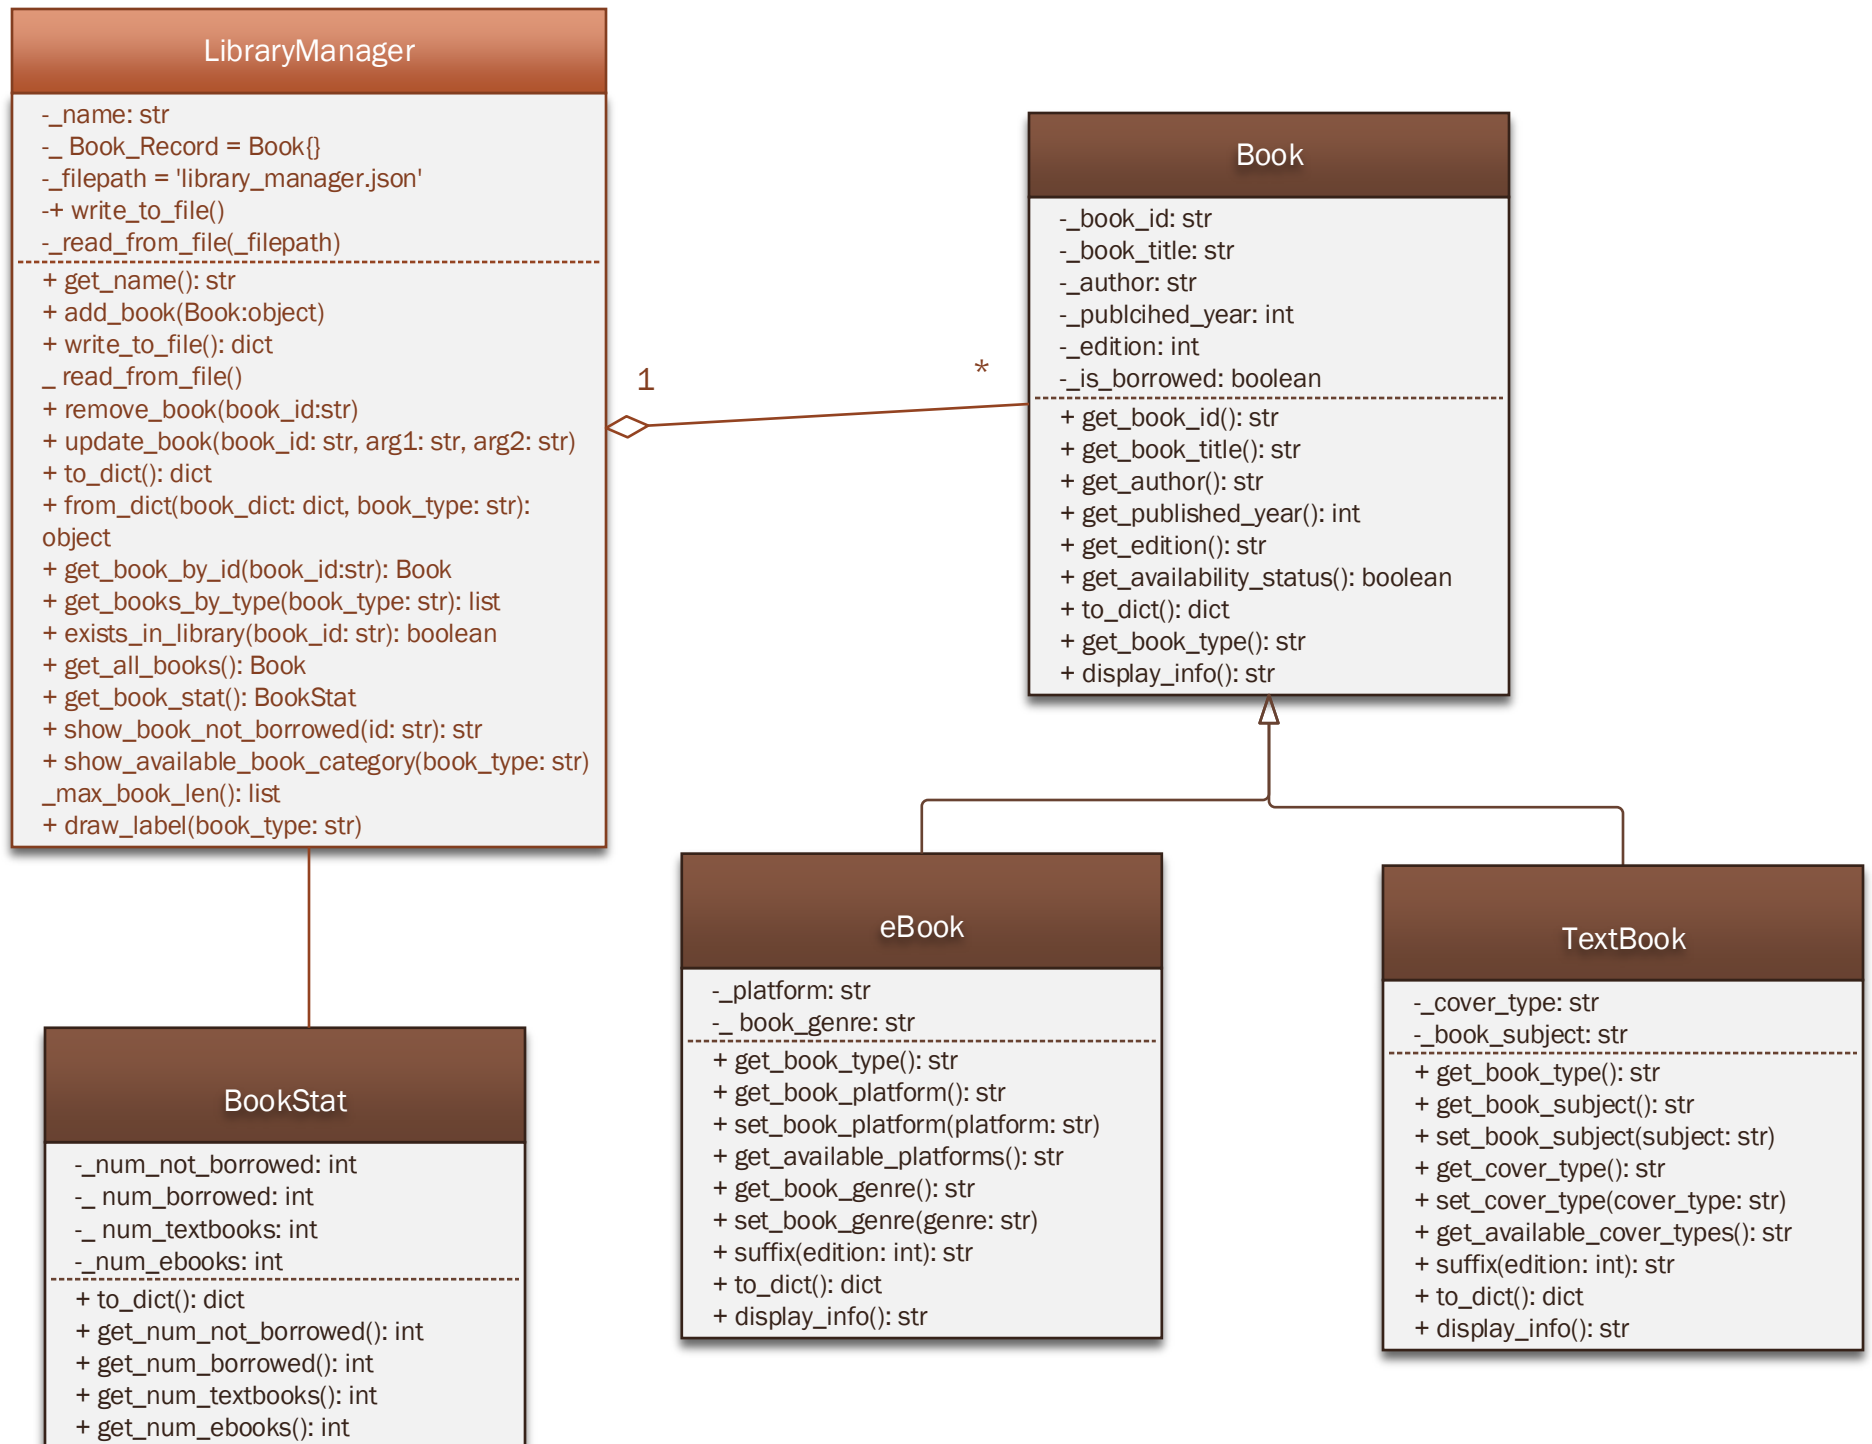 LibraryManager
-_name: str
-_ Book_Record = Book{}
-_filepath = 'library_manager.json'
-+ write_to_file()
-_read_from_file(_filepath)
+ get_name(): str
+ add_book(Book:object)
+ write_to_file(): dict
_ read_from_file()
+ remove_book(book_id:str)
+ update_book(book_id: str, arg1: str, arg2: str)
+ to_dict(): dict
+ from_dict(book_dict: dict, book_type: str):
object
+ get_book_by_id(book_id:str): Book
+ get_books_by_type(book_type: str): list
+ exists_in_library(book_id: str): boolean
+ get_all_books(): Book
+ get_book_stat(): BookStat
+ show_book_not_borrowed(id: str): str
+ show_available_book_category(book_type: str)
_max_book_len(): list
+ draw_label(book_type: str)
1
*
Book
-_book_id: str
-_book_title: str
-_author: str
-_publcihed_year: int
-_edition: int
-_is_borrowed: boolean
+ get_book_id(): str
+ get_book_title(): str
+ get_author(): str
+ get_published_year(): int
+ get_edition(): str
+ get_availability_status(): boolean
+ to_dict(): dict
+ get_book_type(): str
+ display_info(): str
BookStat
-_num_not_borrowed: int
-_ num_borrowed: int
-_ num_textbooks: int
-_num_ebooks: int
+ to_dict(): dict
+ get_num_not_borrowed(): int
+ get_num_borrowed(): int
+ get_num_textbooks(): int
+ get_num_ebooks(): int
eBook
-_platform: str
-_ book_genre: str
+ get_book_type(): str
+ get_book_platform(): str
+ set_book_platform(platform: str)
+ get_available_platforms(): str
+ get_book_genre(): str
+ set_book_genre(genre: str)
+ suffix(edition: int): str
+ to_dict(): dict
+ display_info(): str
TextBook
-_cover_type: str
-_book_subject: str
+ get_book_type(): str
+ get_book_subject(): str
+ set_book_subject(subject: str)
+ get_cover_type(): str
+ set_cover_type(cover_type: str)
+ get_available_cover_types(): str
+ suffix(edition: int): str
+ to_dict(): dict
+ display_info(): str